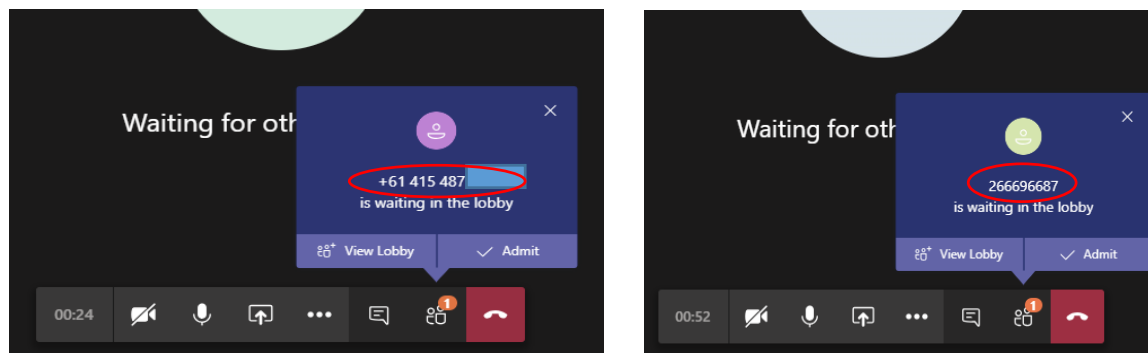 Waiting for oth
+61 415 487
is waiting in the lobby
View Lobby
Admit
00:24
1
Waiting for oth
266696687
is waiting in the lobby
View Lobby
Admit
00:52
1